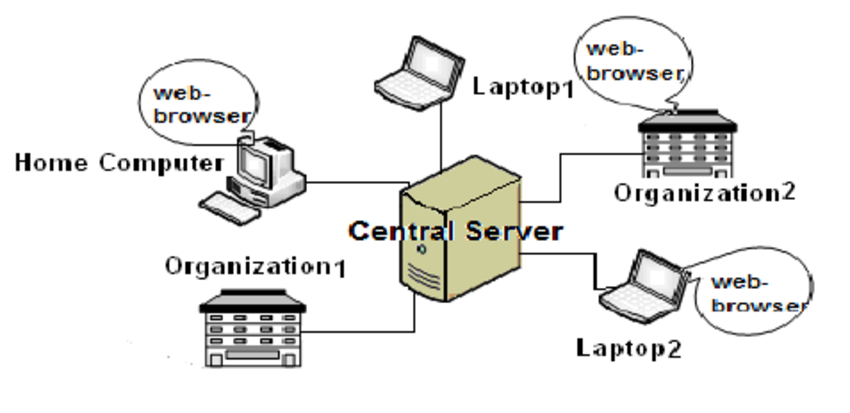 web-
browser
Laptop1
web-
browser
Home Computer
Organization2
Central Server
Organization1
web-
browser
Laptop2